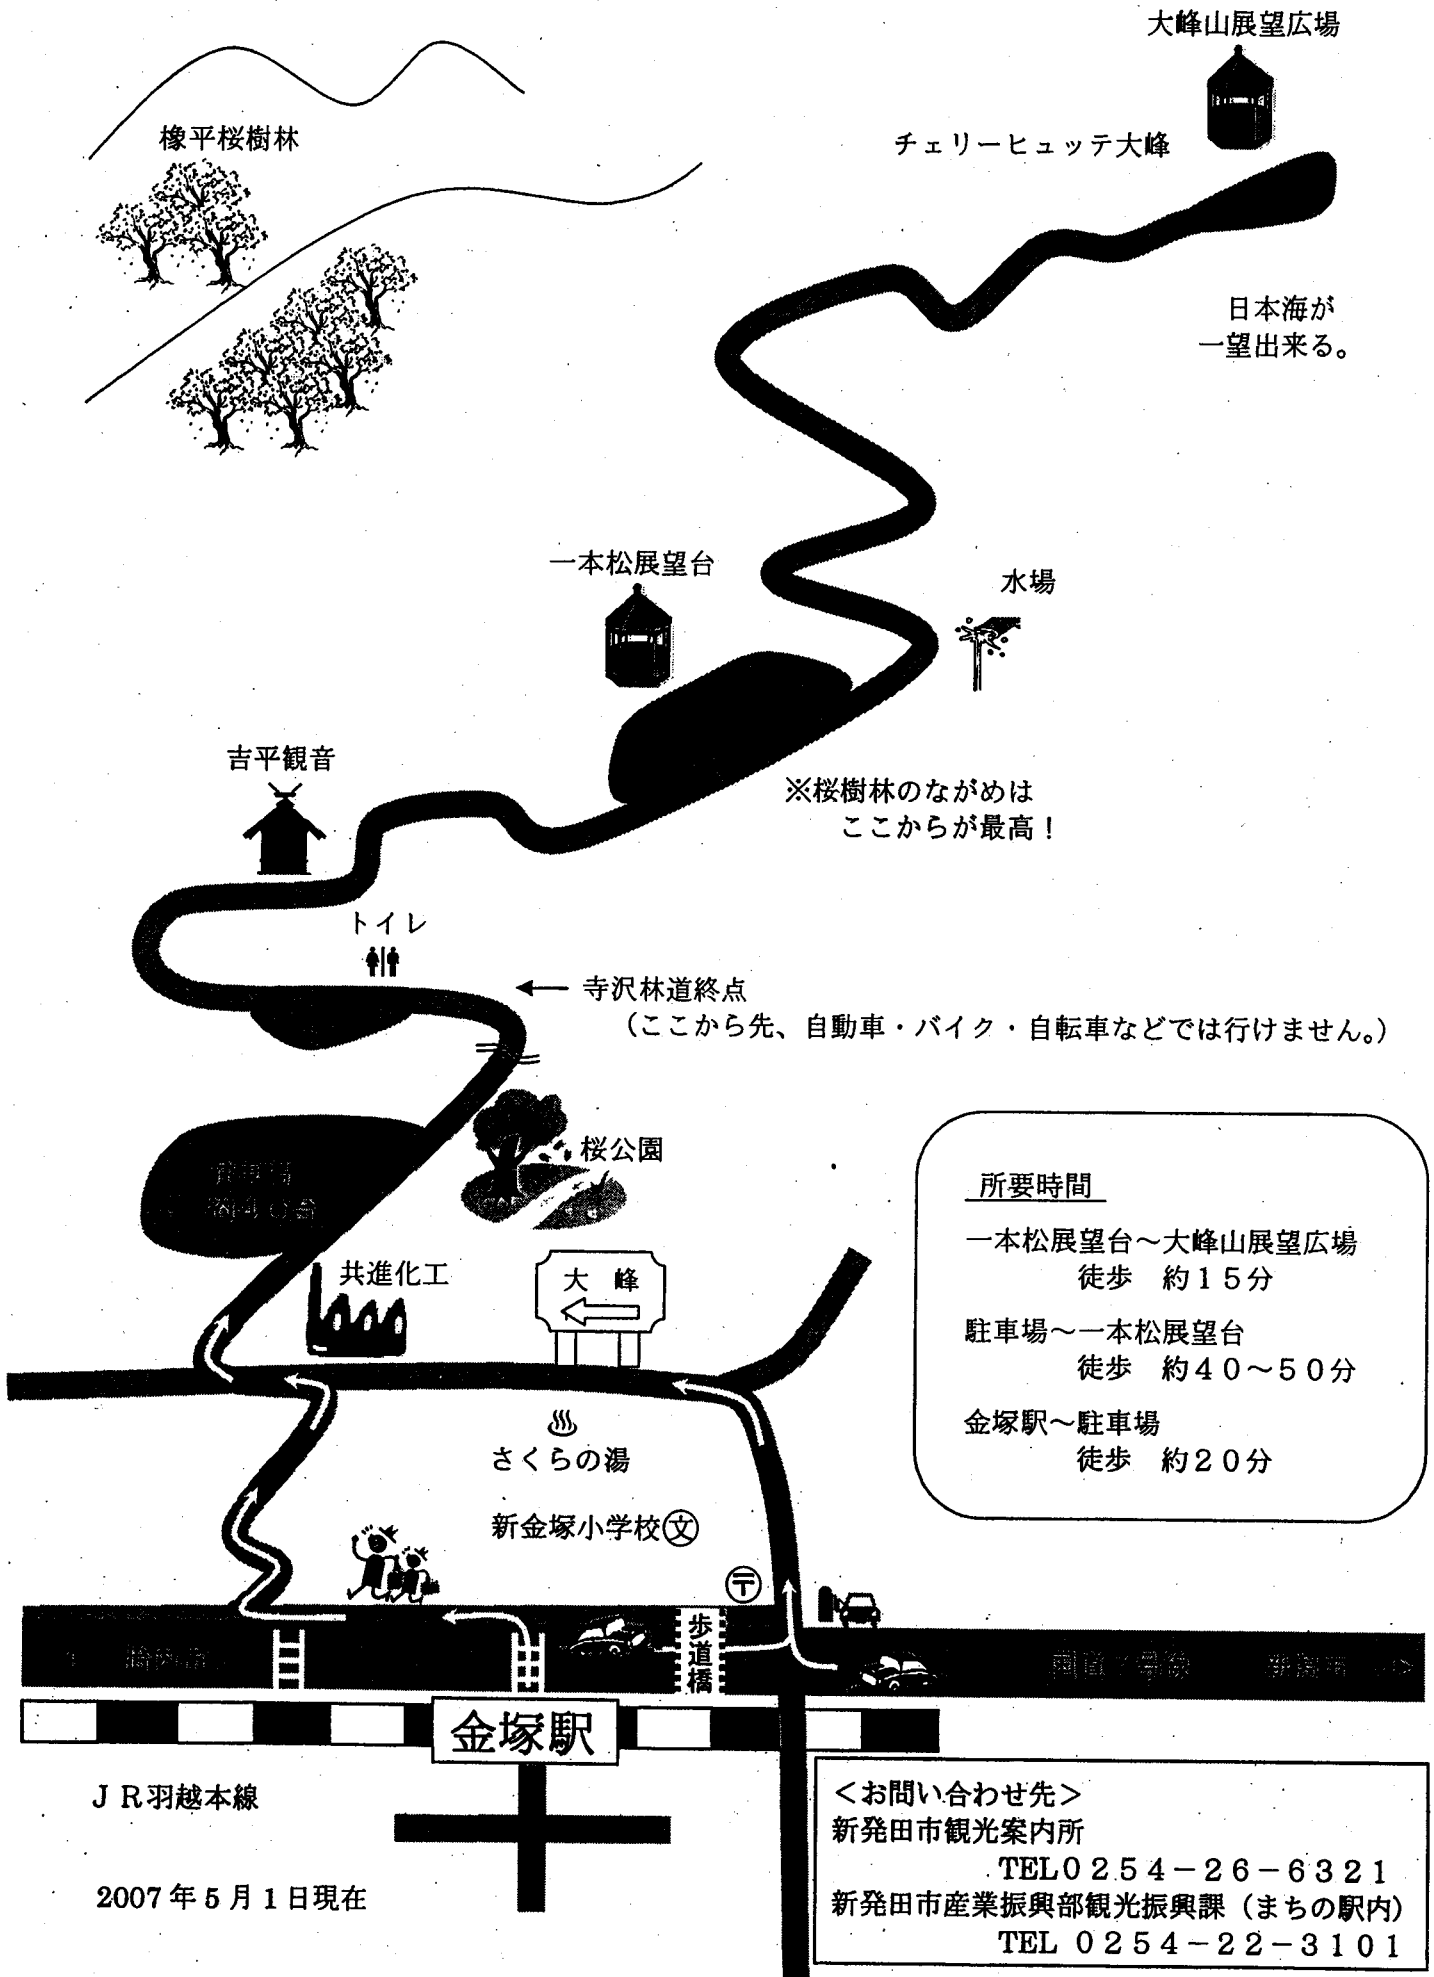 大峰山展望広場
橡平桜樹林
チェリーヒュッテ大峰
日本海が
一望出来る。
一本松展望台
水場
吉平観音
※桜樹林のながめは
ここからが最高！
トイレ
寺沢林道終点
（ここから先、自動車・バイク・自転車などでは行けません。）
桜公園
所要時間
一本松展望台～大峰山展望広場
徒歩　約１５分
駐車場～一本松展望台
徒歩　約４０～５０分
金塚駅～駐車場
徒歩　約２０分
共進化工
大　峰
さくらの湯
新金塚小学校㊛文
〒
歩道橋
金塚駅
ＪＲ羽越本線
2007年５月１日現在
＜お問い合わせ先＞
新発田市観光案内所
TEL０２５４－２６－６３２１
新発田市産業振興部観光振興課（まちの駅内）
TEL ０２５４－２２－３１０１